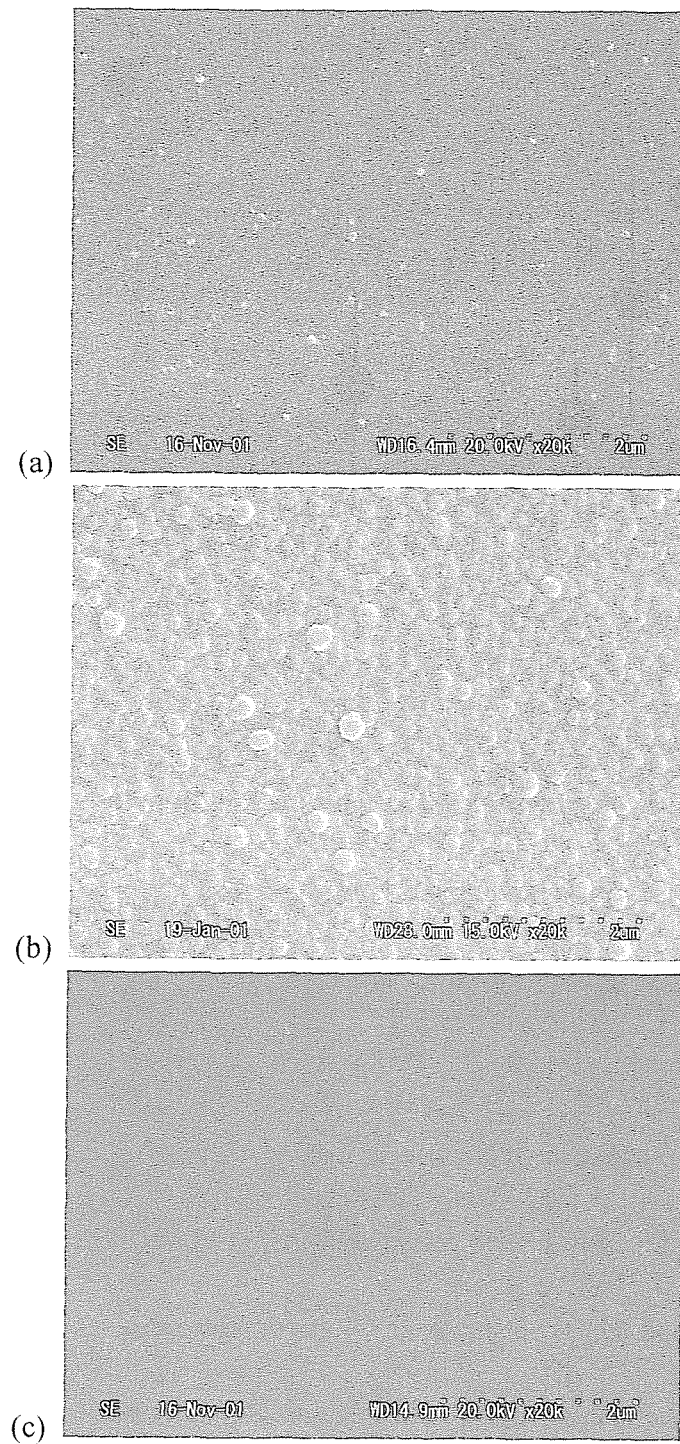 SE 16-Nov-01 WD16.4mm 20.0kV x20k 2um
(a)
SE 19-Jan-01 WD28.0mm 15.0kV x20k 2um
(b)
SE 16-Nov-01 WD14.9mm 20.0kV x20k 2um
(c)